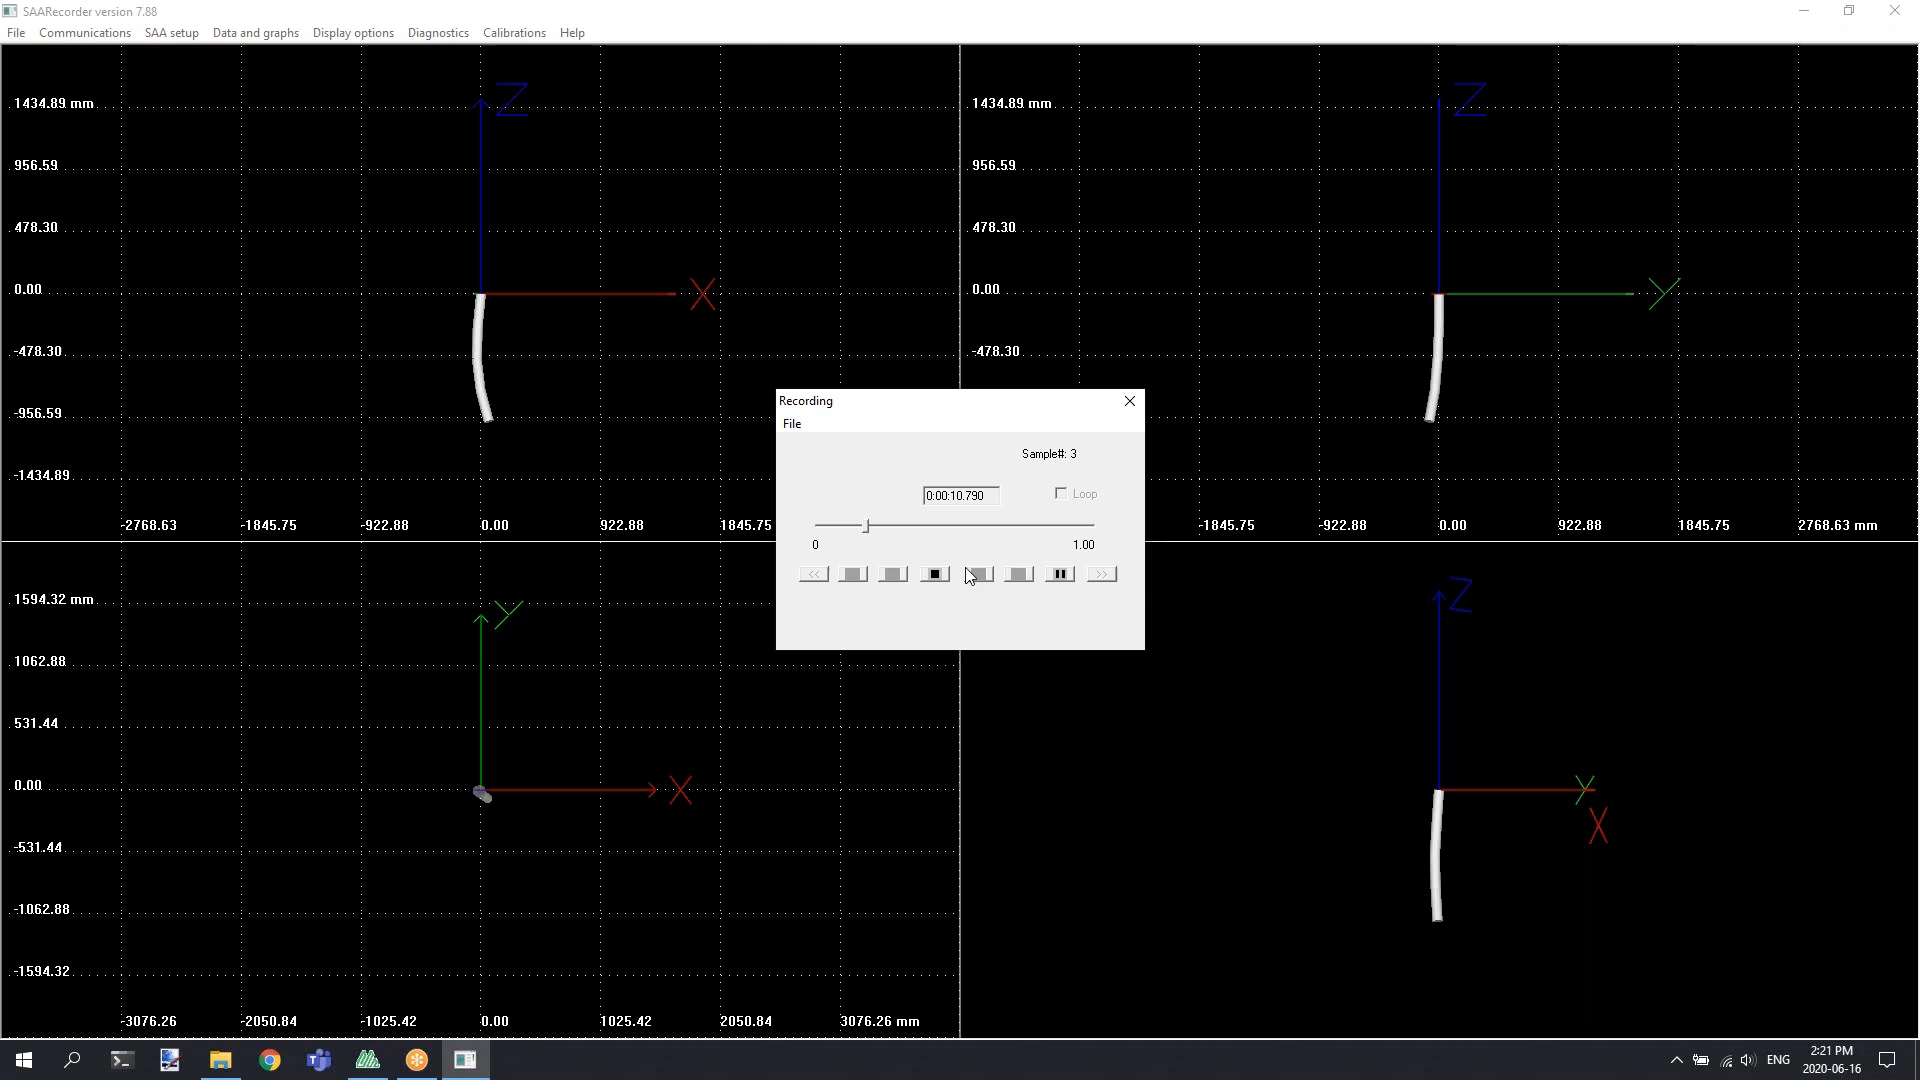 SAARecorder version 7.88
File Communications SAA setup Data and graphs Display options Diagnostics Calibrations Help
1434.89 mm
956.59
478.30
0.00
-478.30
-956.59
-1434.89
-2768.63 -1845.75 -922.88 0.00 922.88 1845.75
Z
X
1434.89 mm
956.59
478.30
0.00
-478.30
-1845.75 -922.88 0.00 922.88 1845.75 2768.63 mm
Z
Y
Recording
File
Sample#: 3
0:00:10.790
Loop
0 1.00
<< >>
1594.32 mm
1062.88
531.44
0.00
-531.44
-1062.88
-1594.32
-3076.26 -2050.84 -1025.42 0.00 1025.42 2050.84 3076.26 mm
Y
X
Z
Y
X
ENG
2:21 PM
2020-06-16